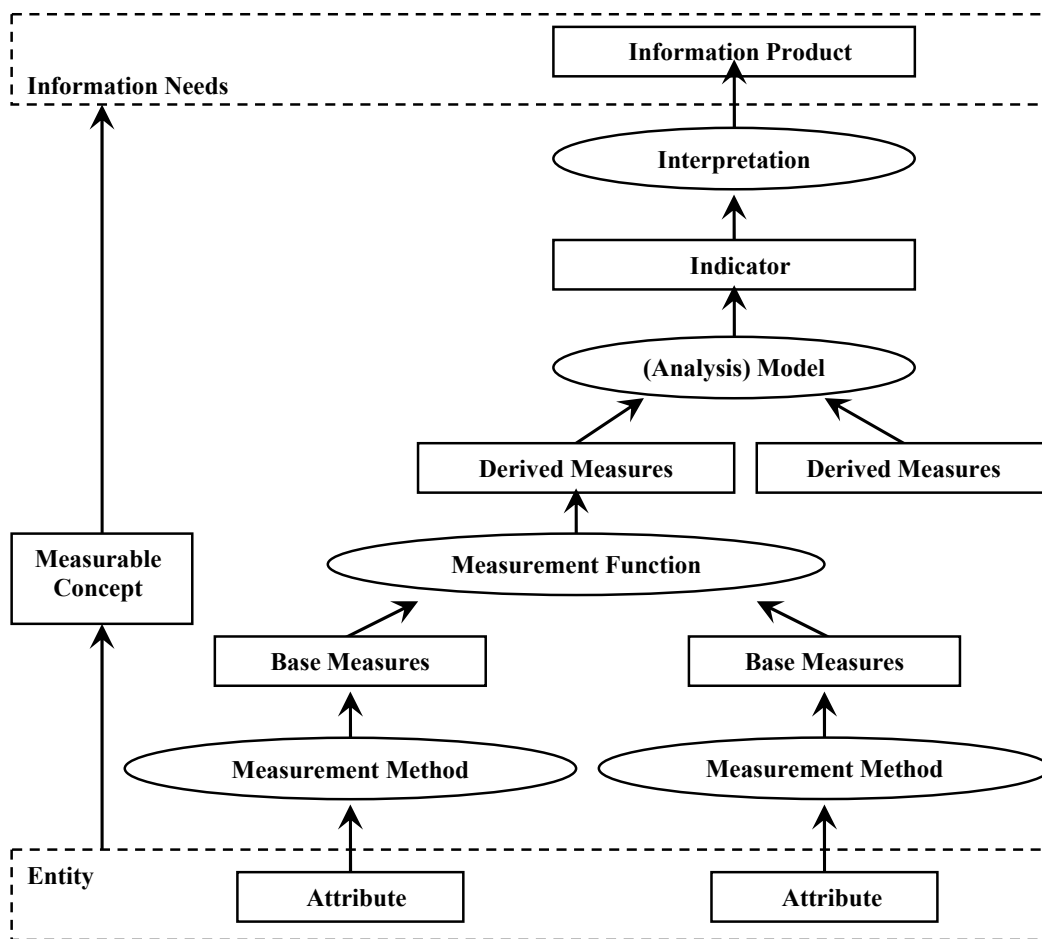 Information Product
Information Needs
Interpretation
Indicator
(Analysis) Model
Derived Measures
Derived Measures
Measurable
Concept
Measurement Function
Base Measures
Base Measures
Measurement Method
Measurement Method
Entity
Attribute
Attribute